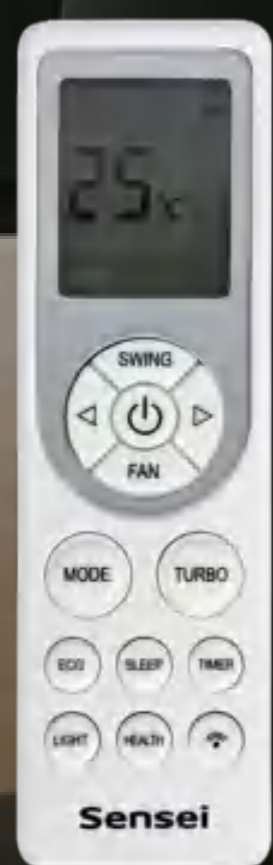 25 °C
SWING
FAN
MODE TURBO
ECO SLEEP TIMER
LIGHT HEALTH
Sensei